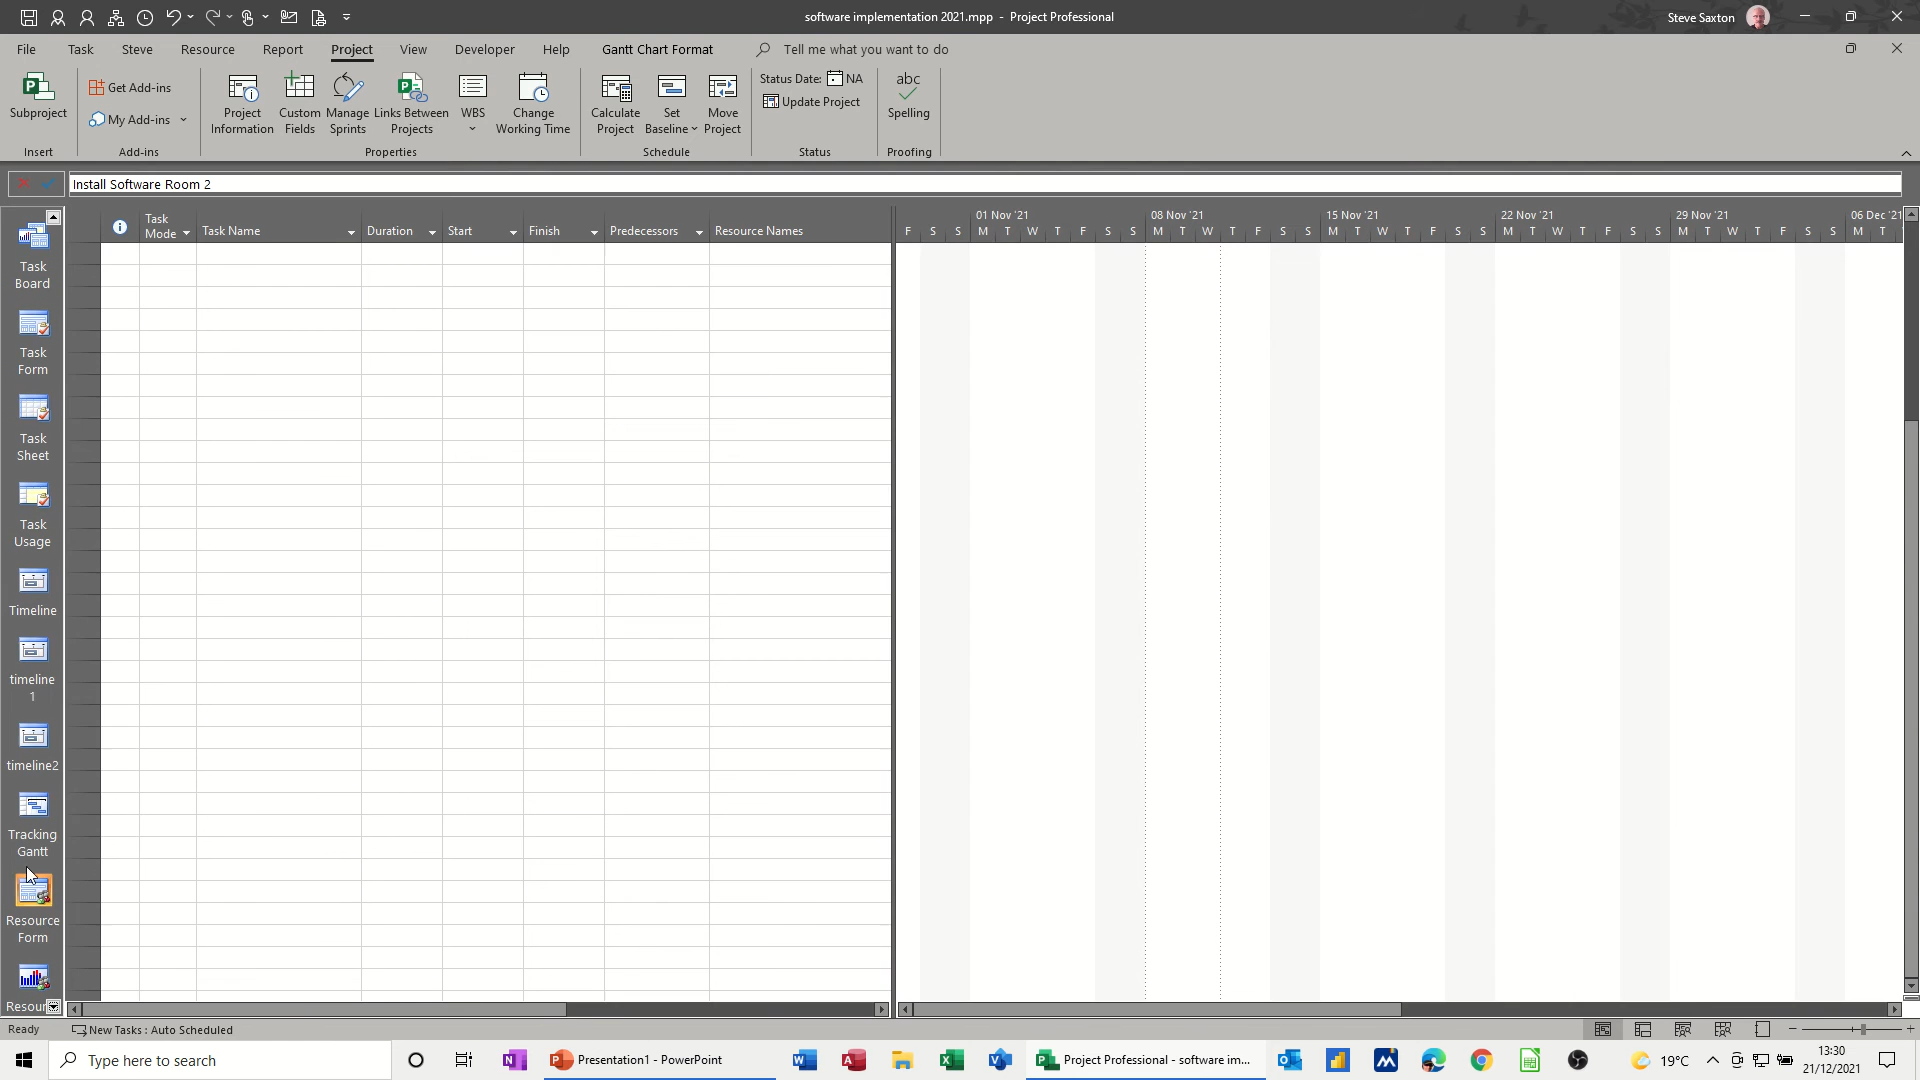 software implementation 2021.mpp - Project Professional
Steve Saxton
File Task Steve Resource Report Project View Developer Help Gantt Chart Format Tell me what you want to do
Subproject
Insert
Get Add-ins
My Add-ins
Add-ins
Project Information
Custom Fields
Manage Sprints
Links Between Projects
WBS
Change Working Time
Properties
Calculate Project
Set Baseline
Move Project
Schedule
Status Date: NA
Update Project
Status
abc
Spelling
Proofing
Install Software Room 2
Task Mode
Task Name
Duration
Start
Finish
Predecessors
Resource Names
01 Nov '21 08 Nov '21 15 Nov '21 22 Nov '21 29 Nov '21 06 Dec '21
F S S M T W T F S S M T W T F S S M T W T F S S M T W T F S S M T W T F S S M T
Task
Board
Task
Form
Task
Sheet
Task
Usage
Timeline
timeline
1
timeline2
Tracking
Gantt
Resource
Form
Resour
Ready
New Tasks : Auto Scheduled
Type here to search
Presentation1 - PowerPoint
Project Professional - software im...
19°C
13:30
21/12/2021